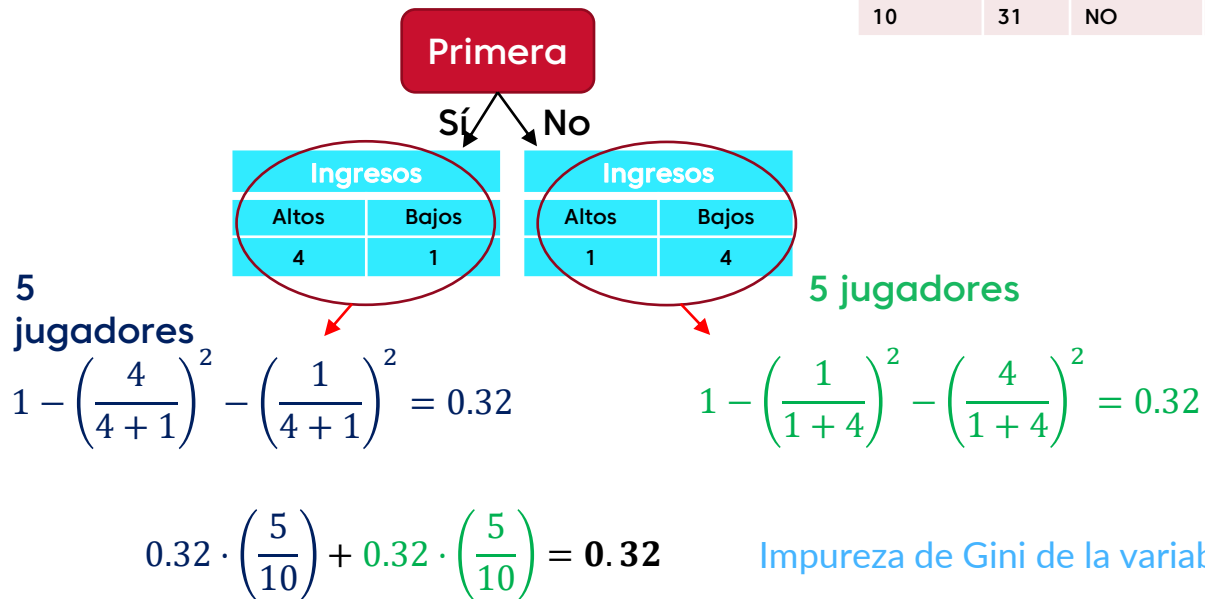 10 31 NO
Primera
Sí No
Ingresos Ingresos
Altos Bajos Altos Bajos
4 1 1 4
5
jugadores
5 jugadores
1 − (4/(4 + 1))² − (1/(4 + 1))² = 0.32
1 − (1/(1 + 4))² − (4/(1 + 4))² = 0.32
0.32 · (5/10) + 0.32 · (5/10) = 0.32
Impureza de Gini de la